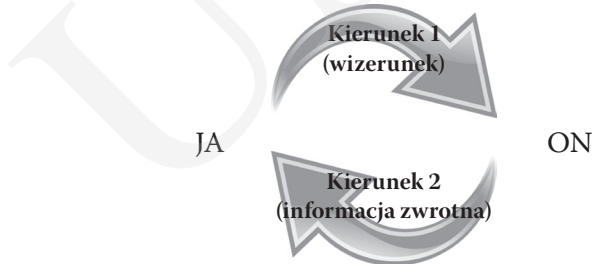 Kierunek 1
(wizerunek)
JA
ON
Kierunek 2
(informacja zwrotna)